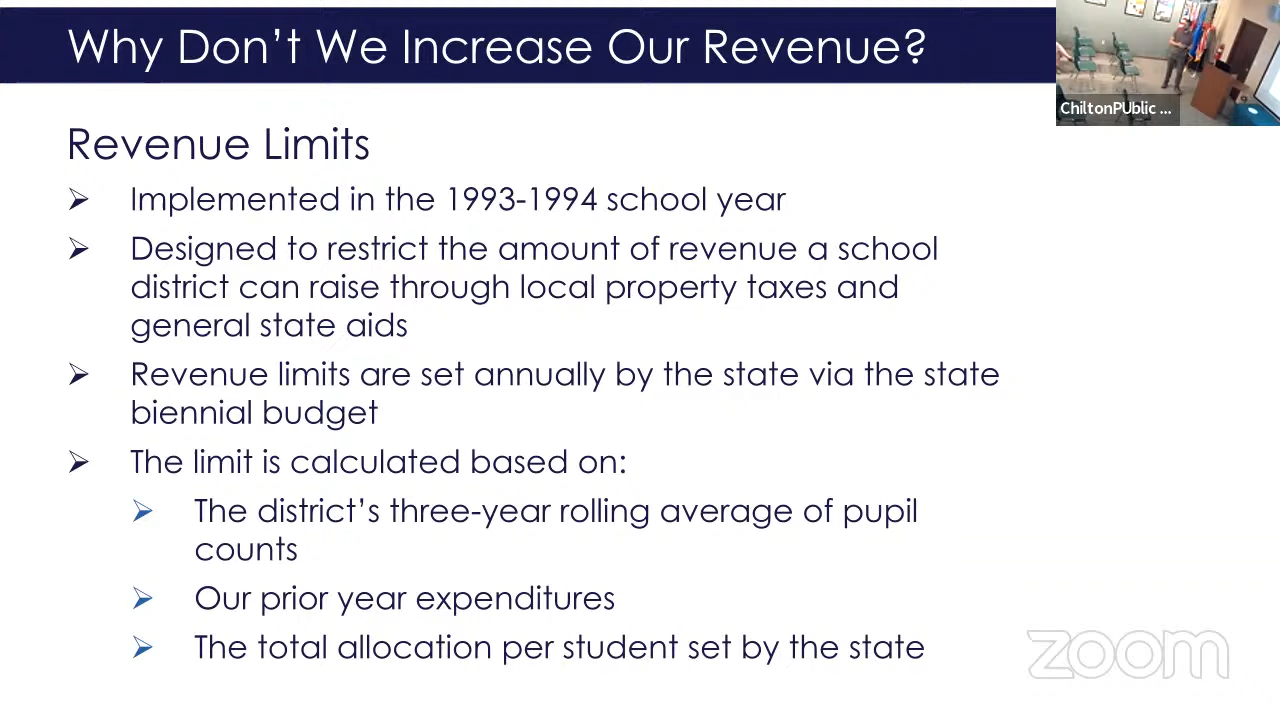 Why Don't We Increase Our Revenue?
ChiltonPUblic ...
Revenue Limits
Implemented in the 1993-1994 school year
Designed to restrict the amount of revenue a school
district can raise through local property taxes and
general state aids
Revenue limits are set annually by the state via the state
biennial budget
The limit is calculated based on:
The district's three-year rolling average of pupil
counts
Our prior year expenditures
The total allocation per student set by the state
zoom